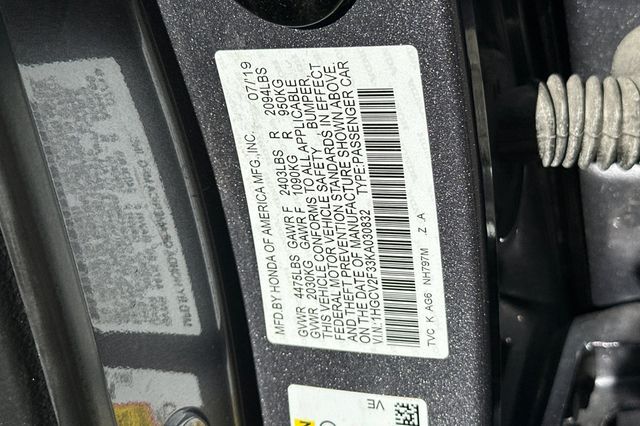 MFD.BY HONDA OF AMERICA MFG.,INC. 07/19
GVWR 4475LBS GAWR F 2403LBS R 2094LBS
GVWR 2030KG GAWR F 1090KG R 950KG
THIS VEHICLE CONFORMS TO ALL APPLICABLE
FEDERAL MOTOR VEHICLE SAFETY, BUMPER,
AND THEFT PREVENTION STANDARDS IN EFFECT
ON THE DATE OF MANUFACTURE SHOWN ABOVE.
V.I.N.:1HGCV2F33KA030832 TYPE:PASSENGER CAR
TVC K AG6 NH797M Z A
VE